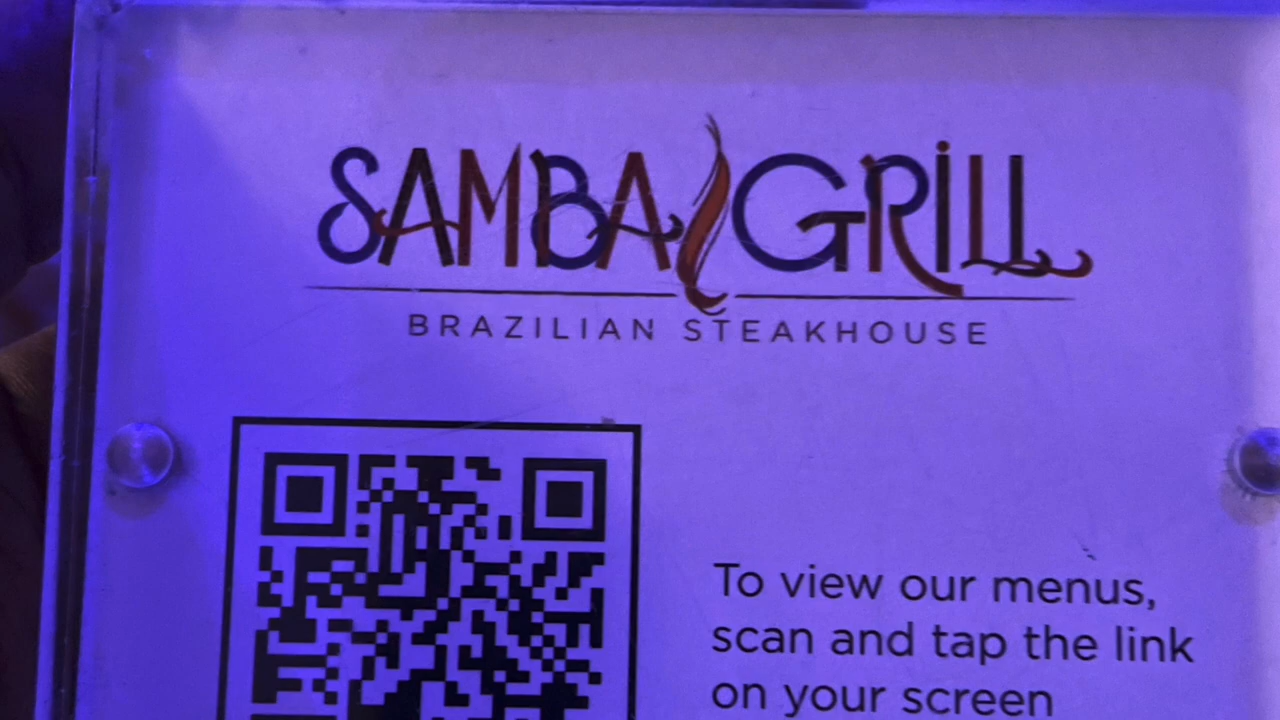 SAMBA GRILL
BRAZILIAN STEAKHOUSE
To view our menus,
scan and tap the link
on your screen